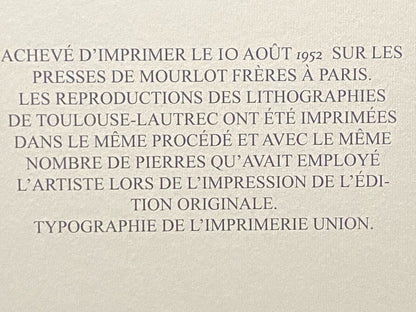 ACHEVÉ D’IMPRIMER LE 10 AOÛT 1952 SUR LES
PRESSES DE MOURLOT FRÈRES À PARIS.
LES REPRODUCTIONS DES LITHOGRAPHIES
DE TOULOUSE-LAUTREC ONT ÉTÉ IMPRIMÉES
DANS LE MÊME PROCÉDÉ ET AVEC LE MÊME
NOMBRE DE PIERRES QU’AVAIT EMPLOYÉ
L’ARTISTE LORS DE L’IMPRESSION DE L’ÉDI-
TION ORIGINALE.
TYPOGRAPHIE DE L’IMPRIMERIE UNION.